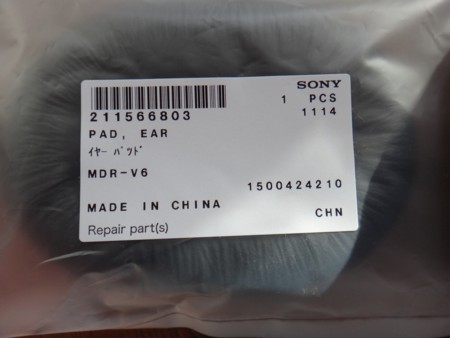 SONY
211566803
1 PCS
1114
PAD, EAR
ｲﾔｰ ﾊﾟﾂﾄﾞ
MDR-V6
1500424210
MADE IN CHINA
CHN
Repair part(s)